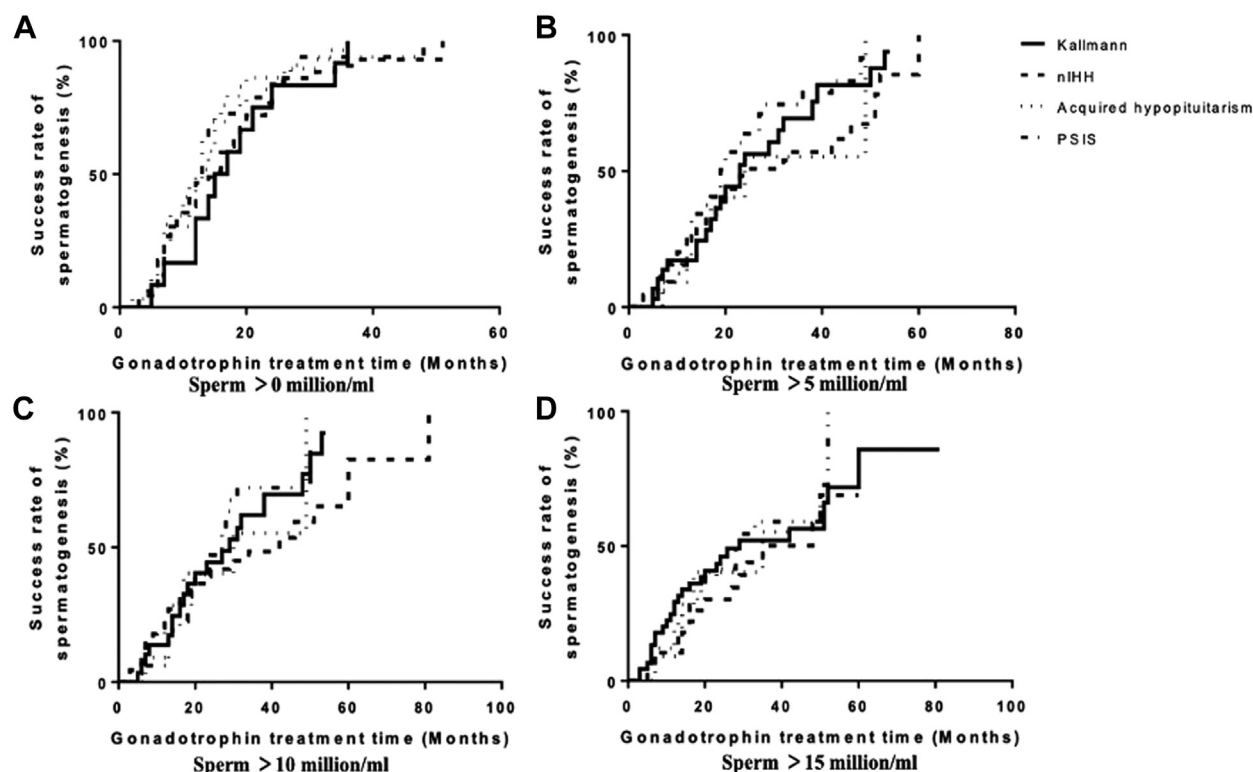 A
Success rate of
spermatogenesis (%)
100
50
0
0 20 40 60
Gonadotrophin treatment time (Months)
Sperm >0 million/ml
B
Success rate of
spermatogenesis (%)
100
50
0
0 20 40 60 80
Gonadotrophin treatment time (Months)
Sperm >5 million/ml
Kallmann
nIHH
Acquired hypopituitarism
PSIS
C
Success rate of
spermatogenesis (%)
100
50
0
0 20 40 60 80 100
Gonadotrophin treatment time (Months)
Sperm >10 million/ml
D
Success rate of
spermatogenesis (%)
100
50
0
0 20 40 60 80 100
Gonadotrophin treatment time (Months)
Sperm >15 million/ml